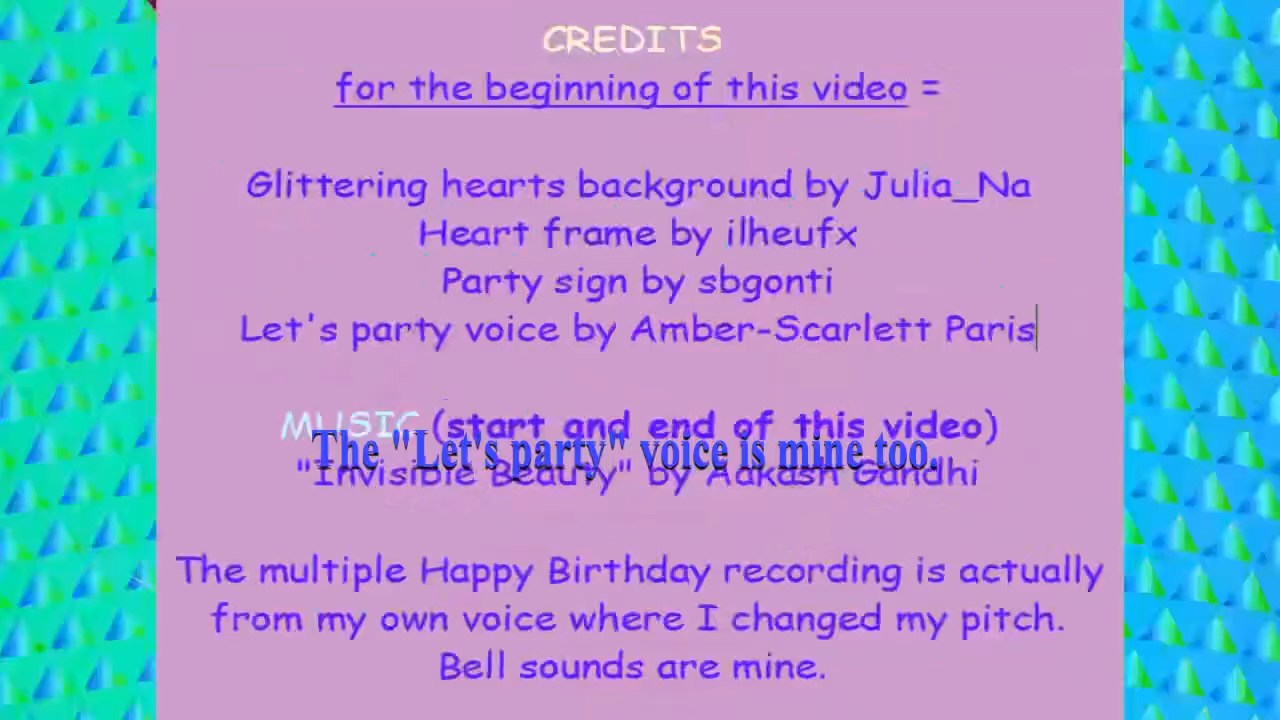 CREDITS
for the beginning of this video =
Glittering hearts background by Julia_Na
Heart frame by ilheufx
Party sign by sbgonti
Let's party voice by Amber-Scarlett Paris
MUSIC (start and end of this video)
The "Let's party" voice is mine too.
"Invisible Beauty" by Aakash Gandhi
The multiple Happy Birthday recording is actually
from my own voice where I changed my pitch.
Bell sounds are mine.